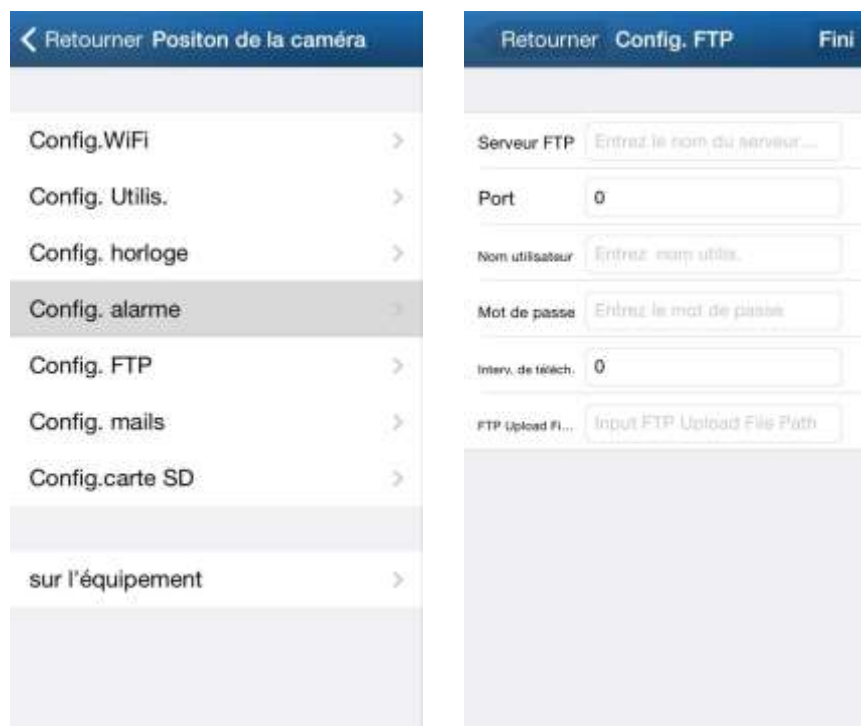 Retourner Positon de la caméra
Config.WiFi
Config. Utilis.
Config. horloge
Config. alarme
Config. FTP
Config. mails
Config.carte SD
sur l'équipement
Retourner Config. FTP Fini
Serveur FTP Entrez le nom du serveur...
Port 0
Nom utilisateur Entrez nom utilis.
Mot de passe Entrez le mot de passe
Interv. de téléch. 0
FTP Upload Fi... Input FTP Upload File Path